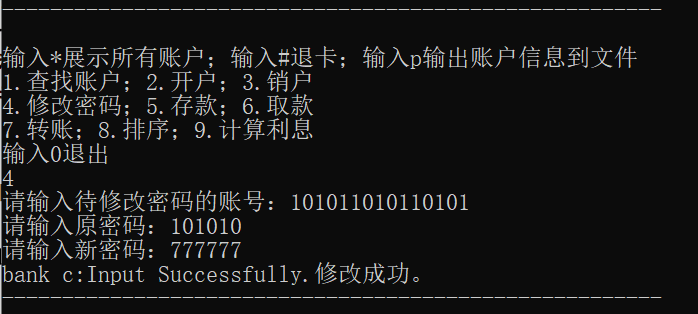 -------------------------------------------------------
输入*展示所有账户；输入#退卡；输入p输出账户信息到文件
1.查找账户；2.开户；3.销户
4.修改密码；5.存款；6.取款
7.转账；8.排序；9.计算利息
输入0退出
4
请输入待修改密码的账号：101011010110101
请输入原密码：101010
请输入新密码：777777
bank c:Input Successfully.修改成功。
-------------------------------------------------------